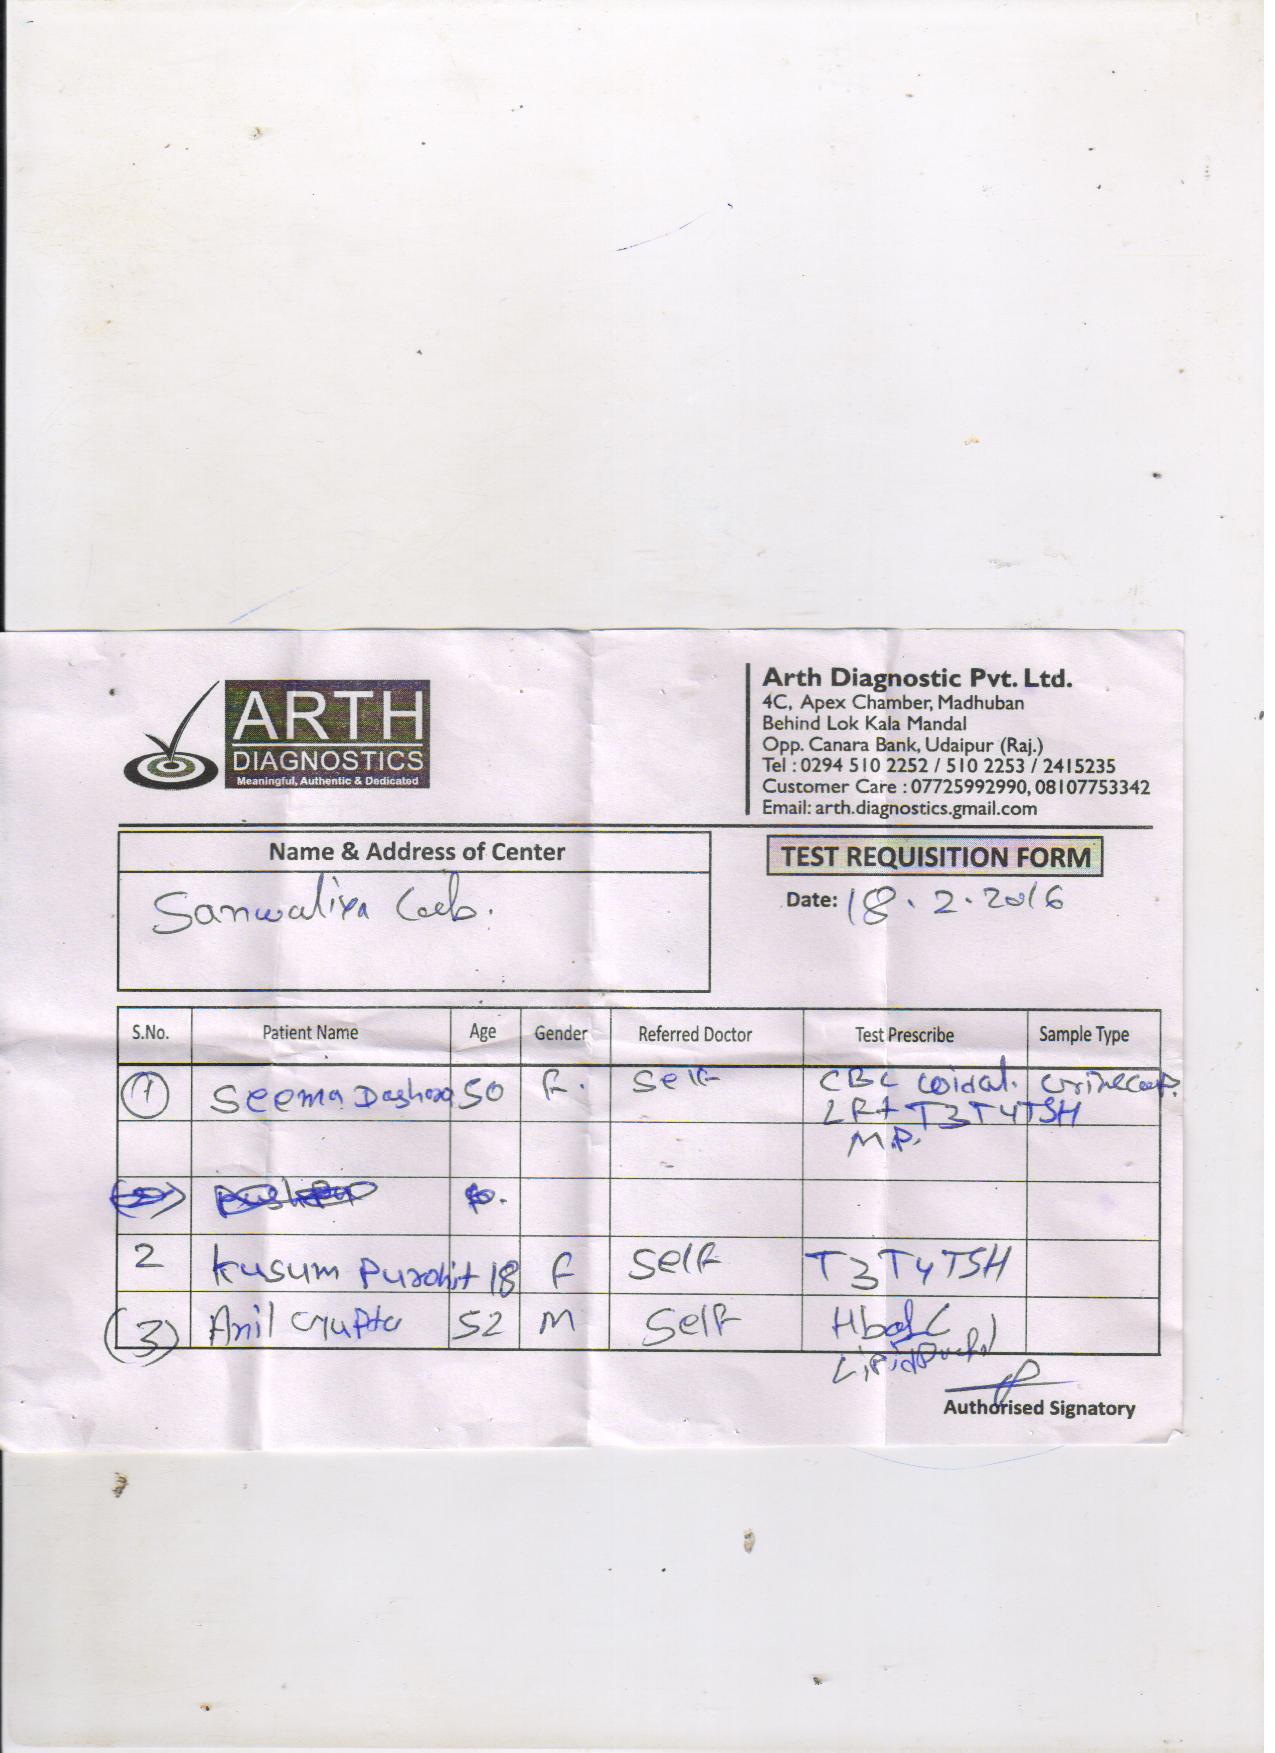 ARTH
DIAGNOSTICS
Meaningful, Authentic & Dedicated
Arth Diagnostic Pvt. Ltd.
4C, Apex Chamber, Madhuban
Behind Lok Kala Mandal
Opp. Canara Bank, Udaipur (Raj.)
Tel : 0294 510 2252 / 510 2253 / 2415235
Customer Care : 07725992990, 08107753342
Email: arth.diagnostics.gmail.com
Name & Address of Center
Sanwaliya Lab.
TEST REQUISITION FORM
Date: 18.2.2016
S.No. Patient Name Age Gender Referred Doctor Test Prescribe Sample Type
1 Seema Dashora 50 F. Self CBC widal.
T3T4TSH
M.P.
2 Kusum Purohit 18 F Self T3T4TSH
(3) Anil Gupta 52 M Self
Authorised Signatory